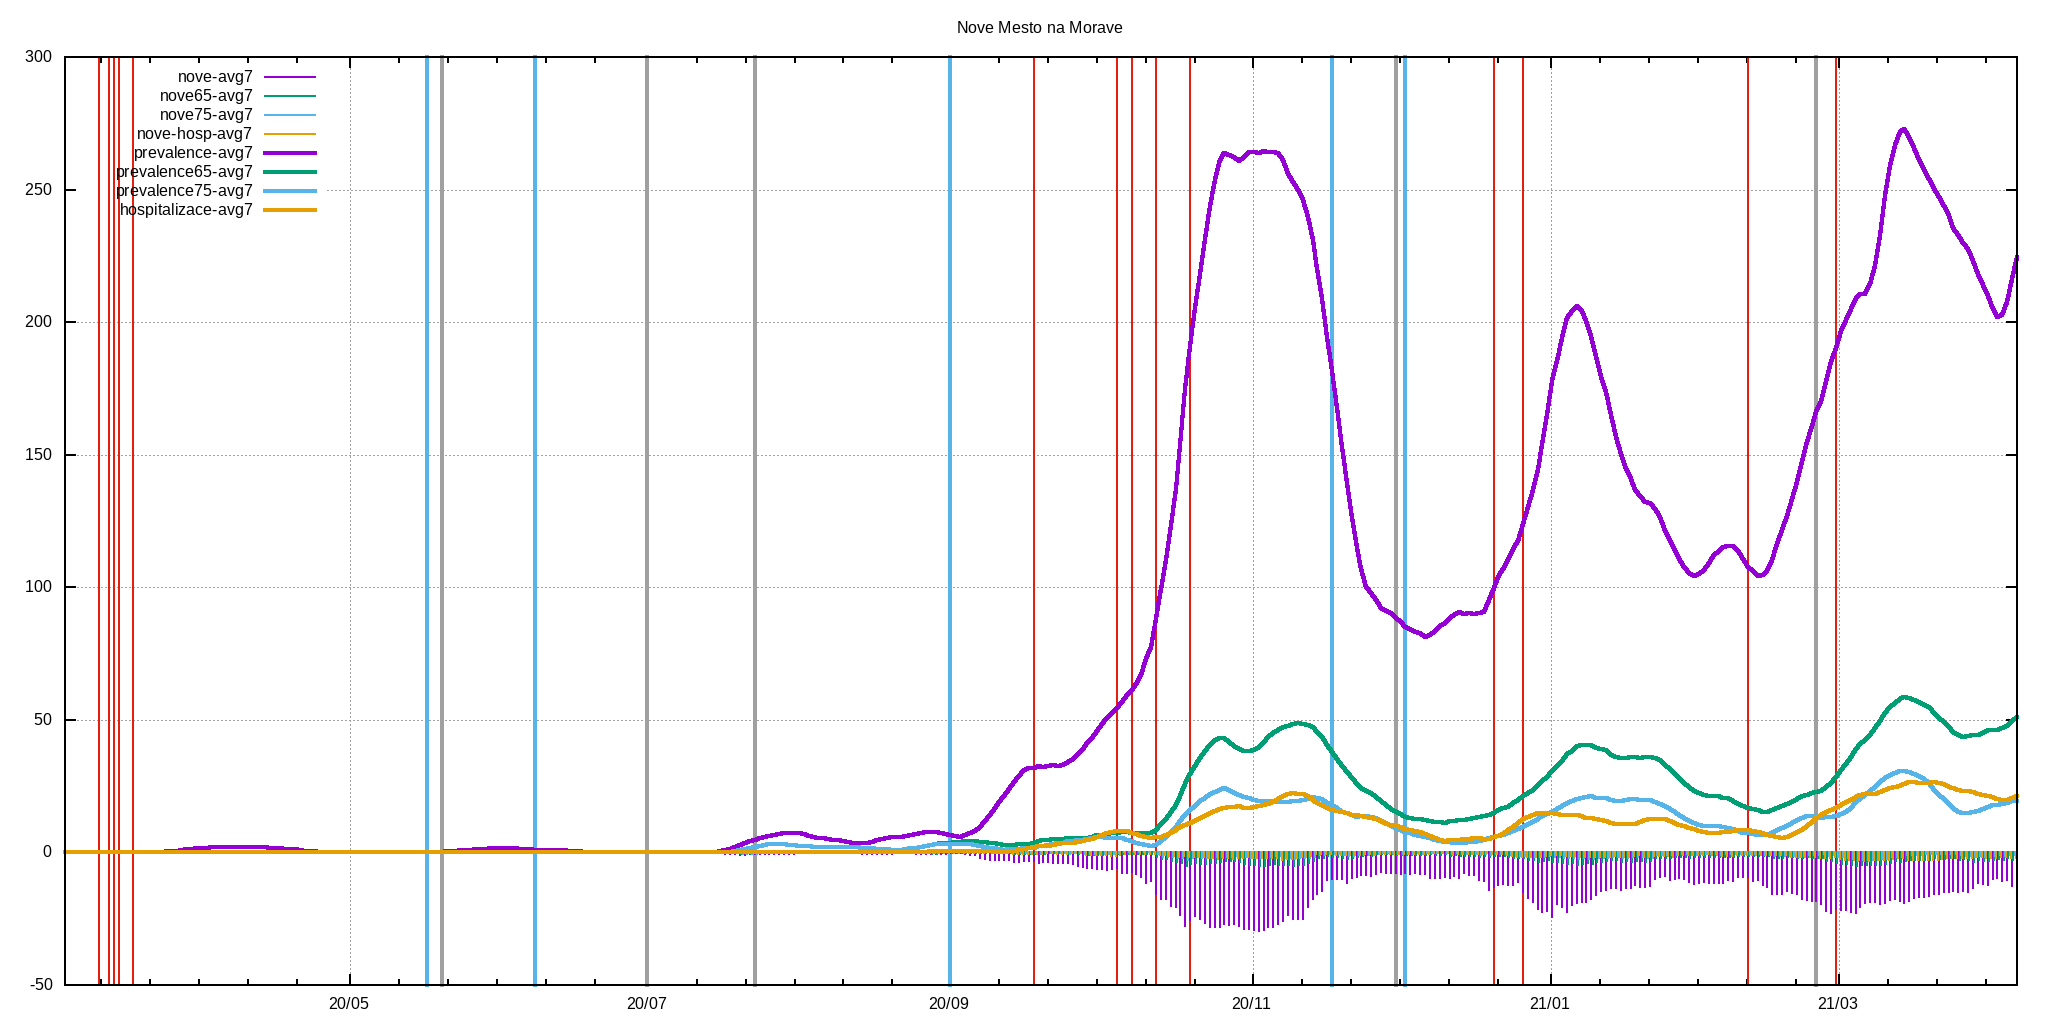 Nove Mesto na Morave
300
250
200
150
100
50
0
-50
nove-avg7
nove65-avg7
nove75-avg7
nove-hosp-avg7
prevalence-avg7
prevalence65-avg7
prevalence75-avg7
hospitalizace-avg7
20/05 20/07 20/09 20/11 21/01 21/03